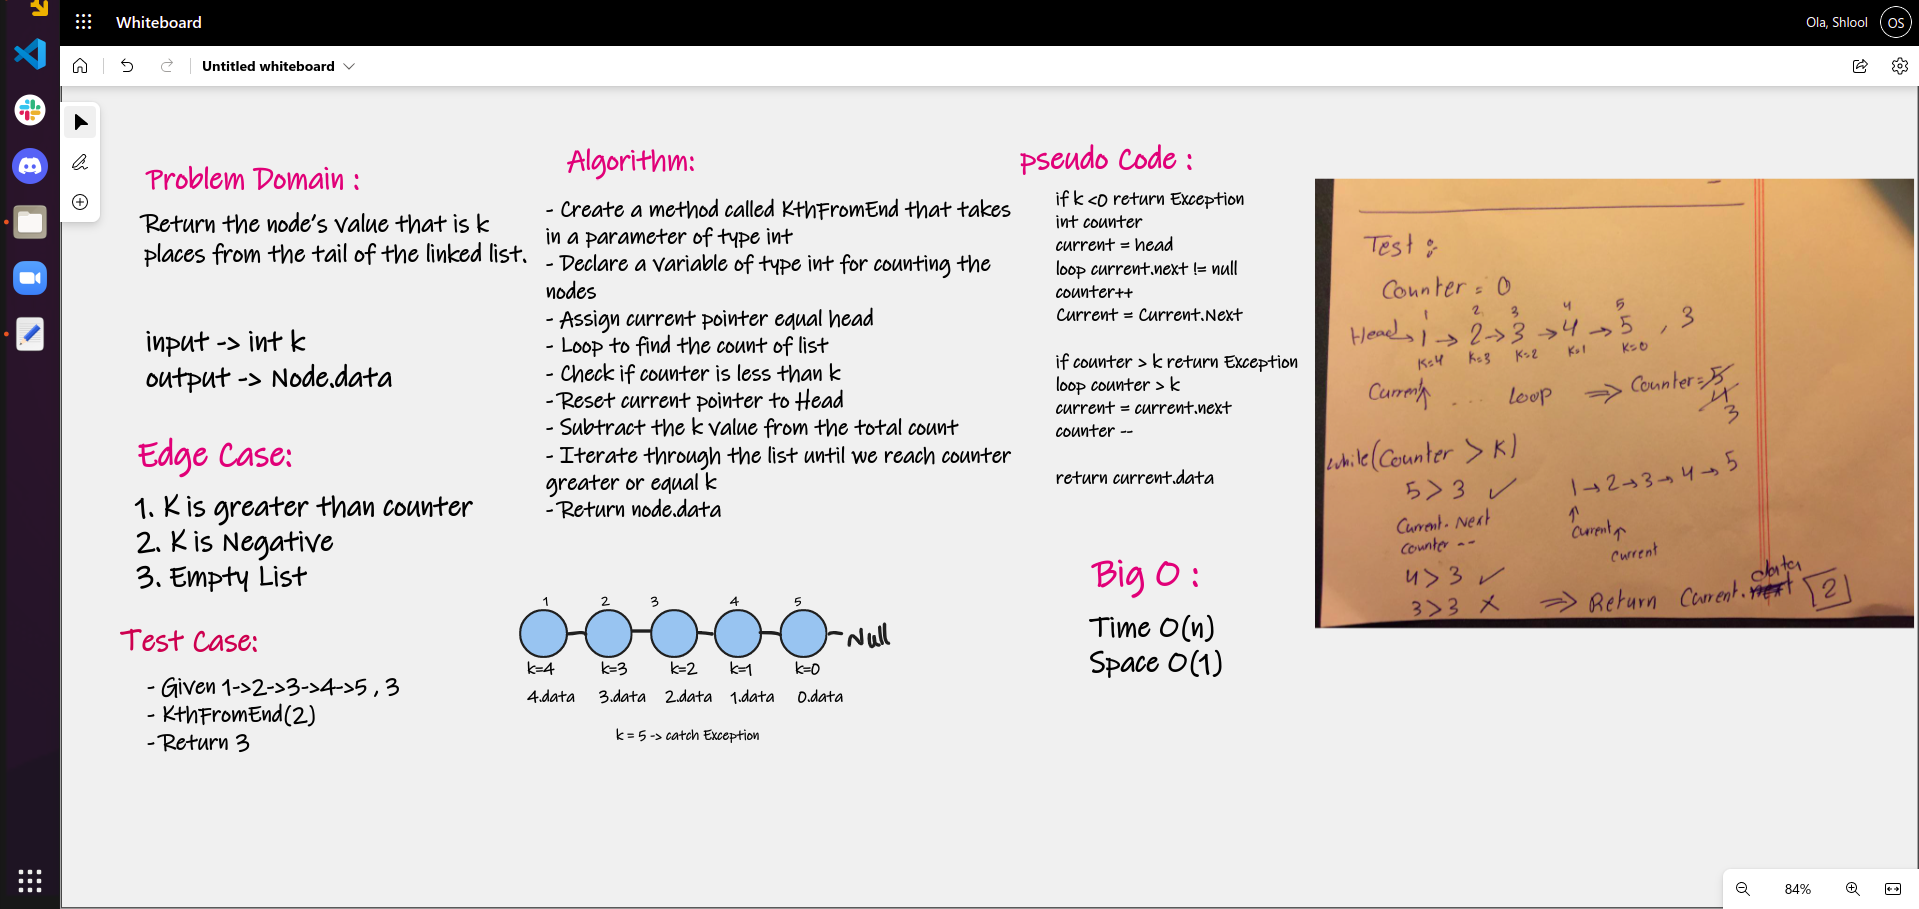 Whiteboard
Ola, Shlool
OS
Untitled whiteboard
Problem Domain :
Return the node's value that is k
places from the tail of the linked list.
input -> int k
output -> Node.data
Edge Case:
1. K is greater than counter
2. K is Negative
3. Empty List
Test Case:
- Given 1->2->3->4->5 , 3
- KthFromEnd(2)
- Return 3
Algorithm:
- Create a method called KthFromEnd that takes
in a parameter of type int
- Declare a variable of type int for counting the
nodes
- Assign current pointer equal head
- Loop to find the count of list
- Check if counter is less than k
- Reset current pointer to Head
- Subtract the k value from the total count
- Iterate through the list until we reach counter
greater or equal k
- Return node.data
1 2 3 4 5
Null
k=4 k=3 k=2 k=1 k=0
4.data 3.data 2.data 1.data 0.data
k = 5 -> catch Exception
pseudo Code :
if k <0 return Exception
int counter
current = head
loop current.next != null
counter++
Current = Current.Next
if counter > k return Exception
loop counter > k
current = current.next
counter --
return current.data
Big O :
Time O(n)
Space O(1)
Test :
Counter = 0
1 2 3 4 5
Head → 1 → 2 → 3 → 4 → 5 , 3
K=4 K=3 K=2 K=1 K=0
Current ↑ ... loop ⇒ Counter = 5
4
3
while (Counter > K)
5 > 3 ✓
1 → 2 → 3 → 4 → 5
Current. Next
Counter --
↑
Current ↑
Current
4 > 3 ✓
3 > 3 ✗ ⇒ Return Current. data 2
84%